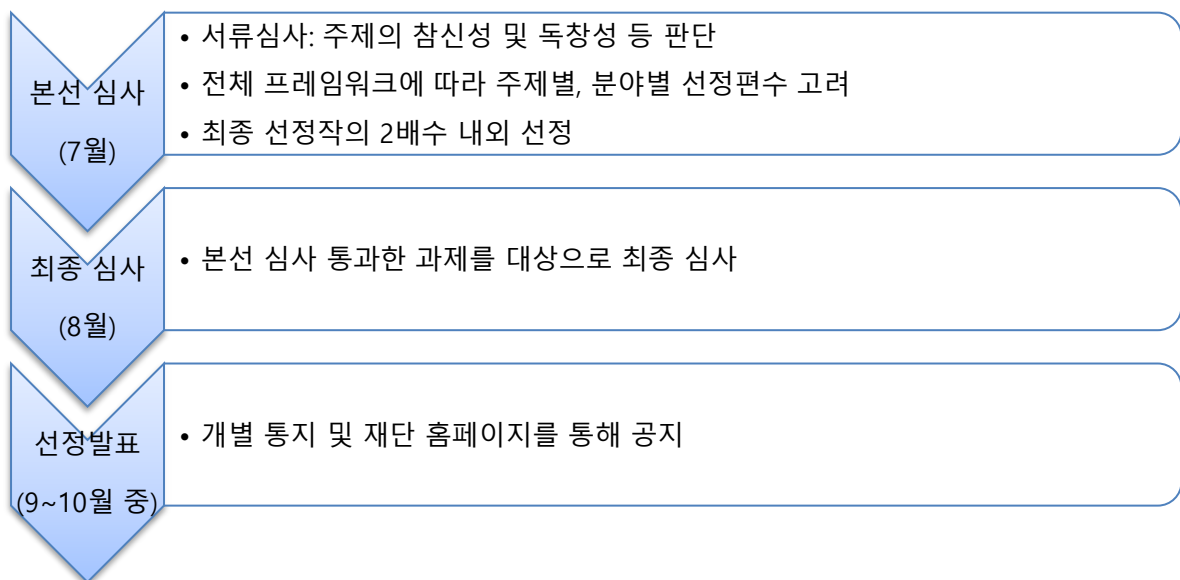 본선 심사
(7월)
• 서류심사: 주제의 참신성 및 독창성 등 판단
• 전체 프레임워크에 따라 주제별, 분야별 선정편수 고려
• 최종 선정작의 2배수 내외 선정
최종 심사
(8월)
• 본선 심사 통과한 과제를 대상으로 최종 심사
선정발표
(9~10월 중)
• 개별 통지 및 재단 홈페이지를 통해 공지